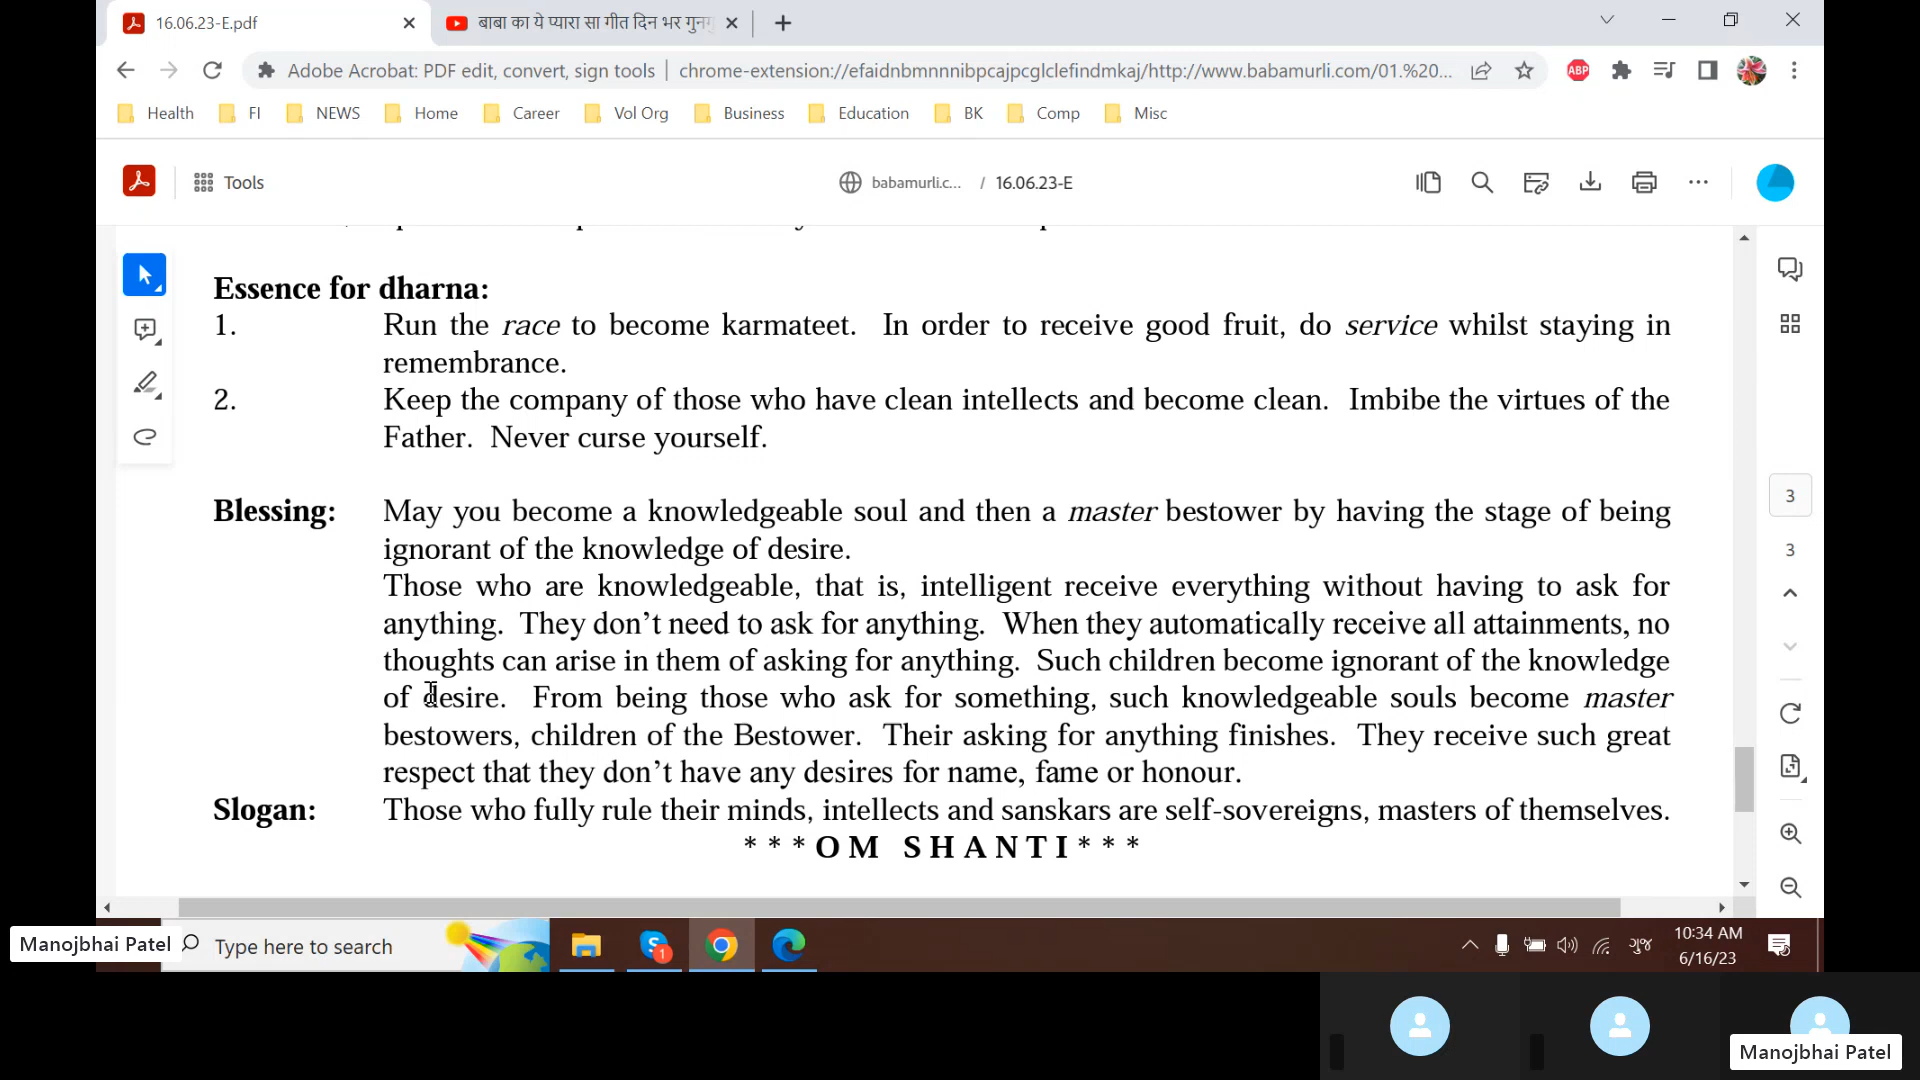 16.06.23-E.pdf
बाबा का ये प्यारा सा गीत दिन भर
Adobe Acrobat: PDF edit, convert, sign tools | chrome-extension://efaidnbmnnnibpcajpcglclefindmkaj/http://www.babamurli.com/01.%20...
ABP
Health FI NEWS Home Career Vol Org Business Education BK Comp Misc
Tools
babamurli.c... / 16.06.23-E
Essence for dharna:
1. Run the race to become karmateet. In order to receive good fruit, do service whilst staying in
remembrance.
2. Keep the company of those who have clean intellects and become clean. Imbibe the virtues of the
Father. Never curse yourself.
Blessing: May you become a knowledgeable soul and then a master bestower by having the stage of being
ignorant of the knowledge of desire.
Those who are knowledgeable, that is, intelligent receive everything without having to ask for
anything. They don't need to ask for anything. When they automatically receive all attainments, no
thoughts can arise in them of asking for anything. Such children become ignorant of the knowledge
of desire. From being those who ask for something, such knowledgeable souls become master
bestowers, children of the Bestower. Their asking for anything finishes. They receive such great
respect that they don't have any desires for name, fame or honour.
Slogan: Those who fully rule their minds, intellects and sanskars are self-sovereigns, masters of themselves.
***OM SHANTI***
3
3
Manojbhai Patel
Type here to search
1
ગુજ
10:34 AM
6/16/23
Manojbhai Patel